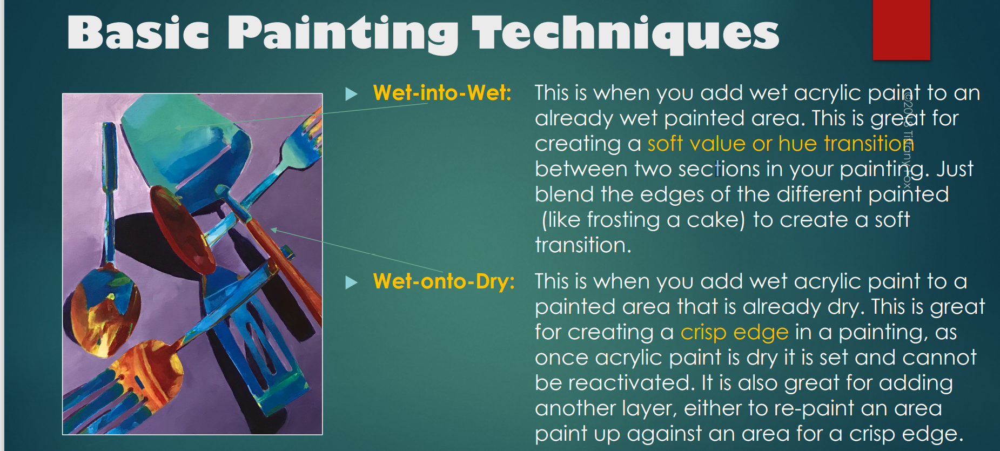 Basic Painting Techniques
Wet-into-Wet: This is when you add wet acrylic paint to an
already wet painted area. This is great for
creating a soft value or hue transition
between two sections in your painting. Just
blend the edges of the different painted
(like frosting a cake) to create a soft
transition.
Wet-onto-Dry: This is when you add wet acrylic paint to a
painted area that is already dry. This is great
for creating a crisp edge in a painting, as
once acrylic paint is dry it is set and cannot
be reactivated. It is also great for adding
another layer, either to re-paint an area
paint up against an area for a crisp edge.
Fox